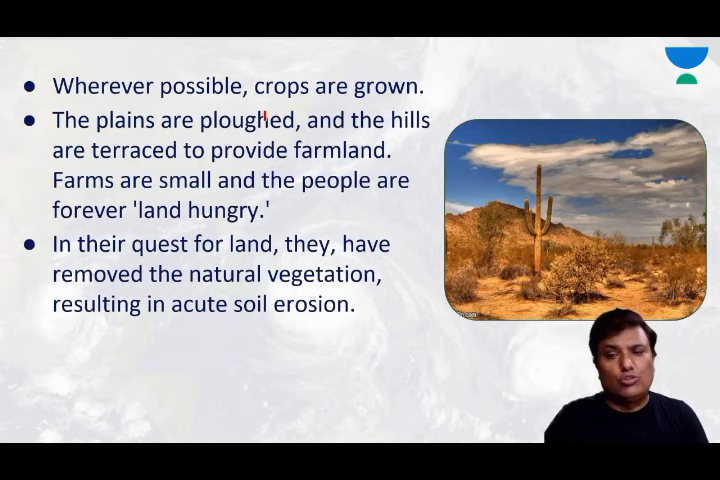 ● Wherever possible, crops are grown.
● The plains are ploughed, and the hills
are terraced to provide farmland.
Farms are small and the people are
forever 'land hungry.'
● In their quest for land, they, have
removed the natural vegetation,
resulting in acute soil erosion.